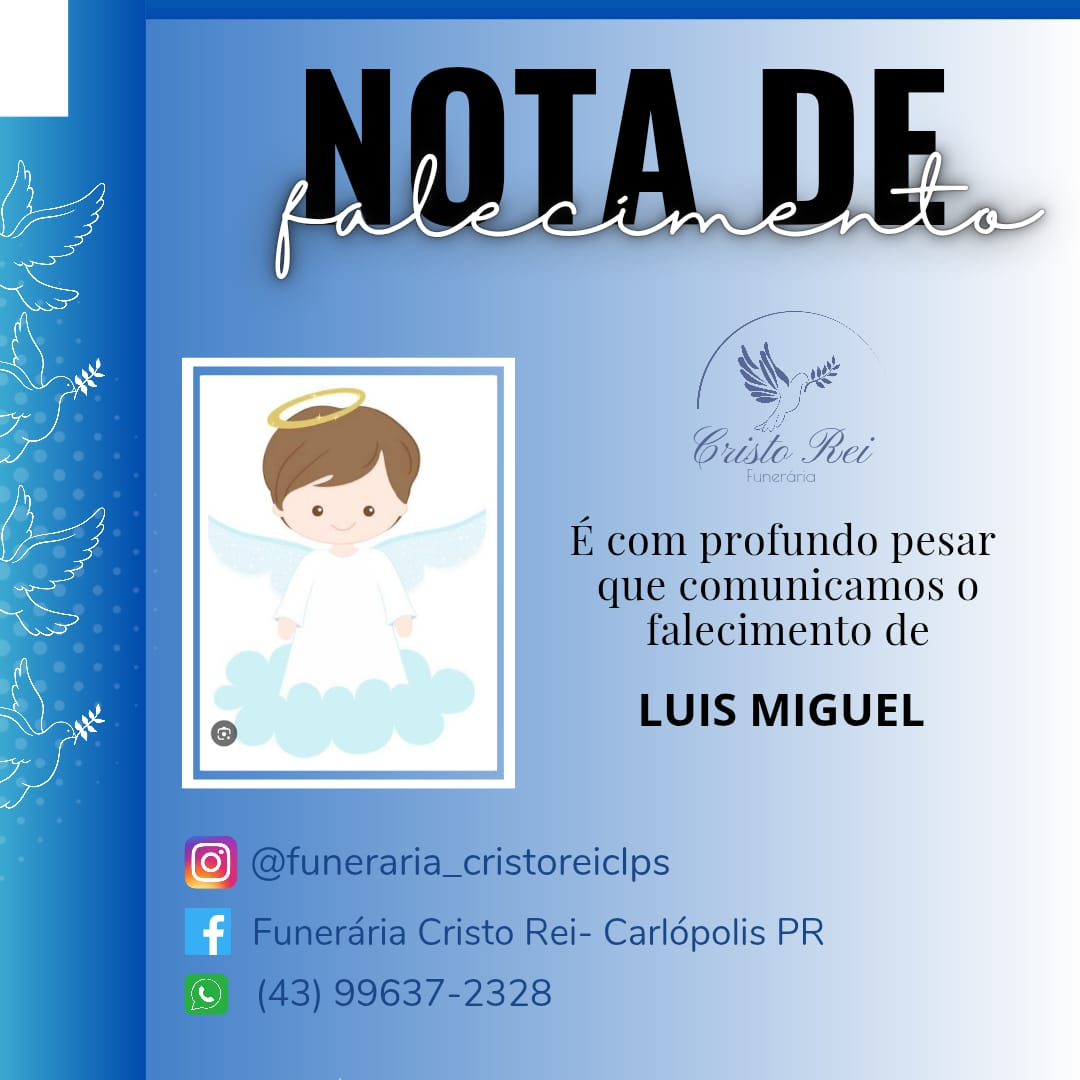 NOTA DE
falecimento
Cristo Rei
Funerária
É com profundo pesar
que comunicamos o
falecimento de
LUIS MIGUEL
@funeraria_cristoreiclps
Funerária Cristo Rei- Carlópolis PR
(43) 99637-2328